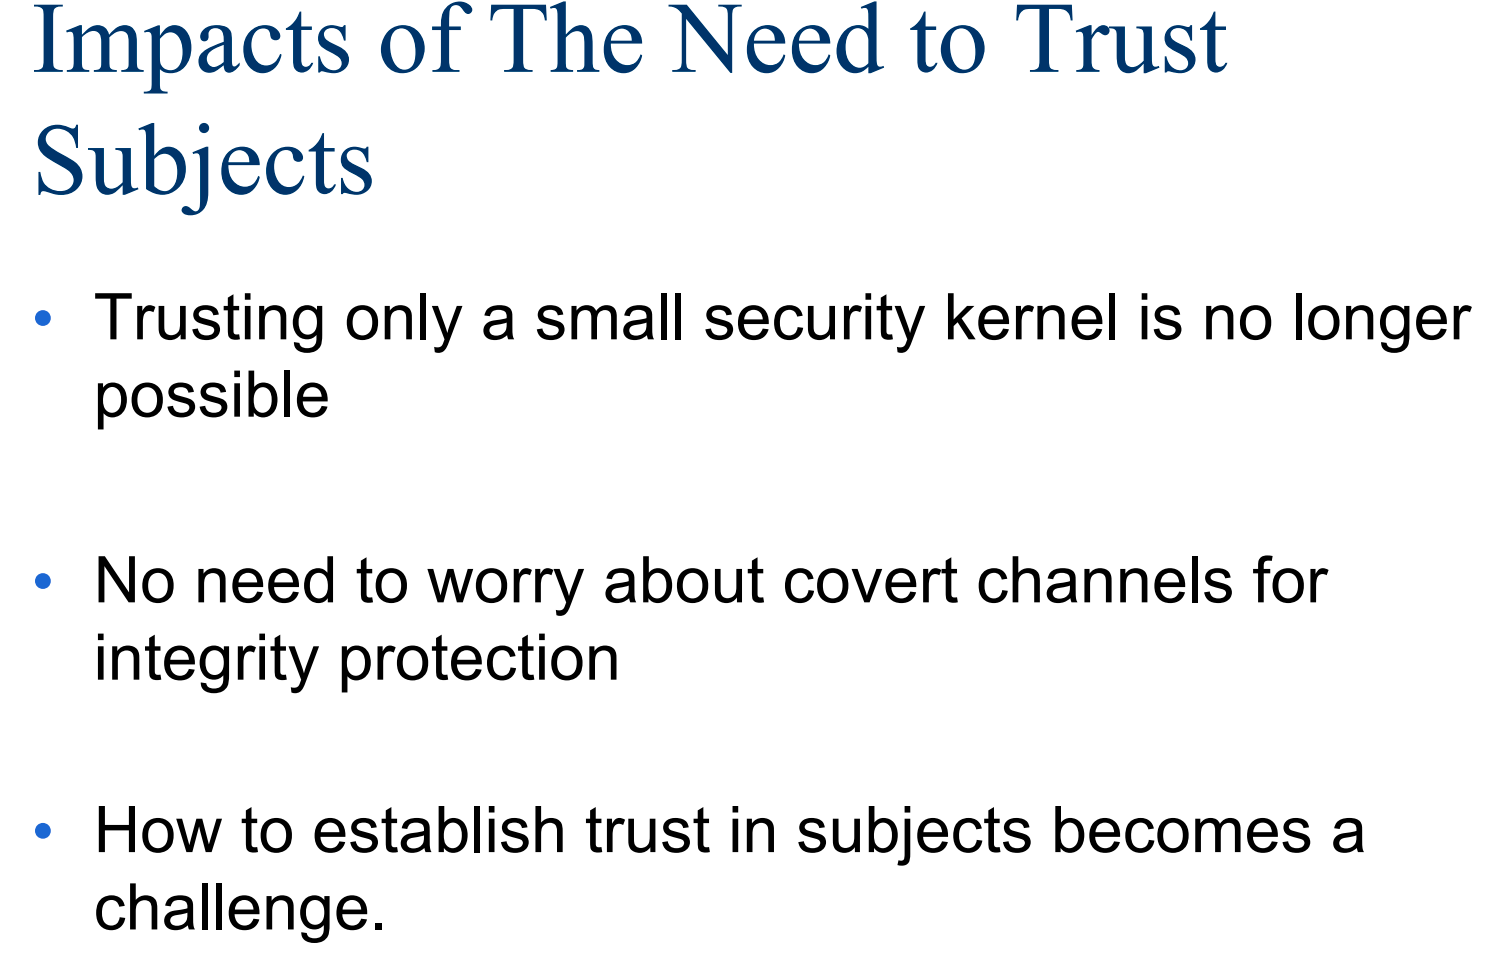 Impacts of The Need to Trust
Subjects
• Trusting only a small security kernel is no longer
possible
• No need to worry about covert channels for
integrity protection
• How to establish trust in subjects becomes a
challenge.